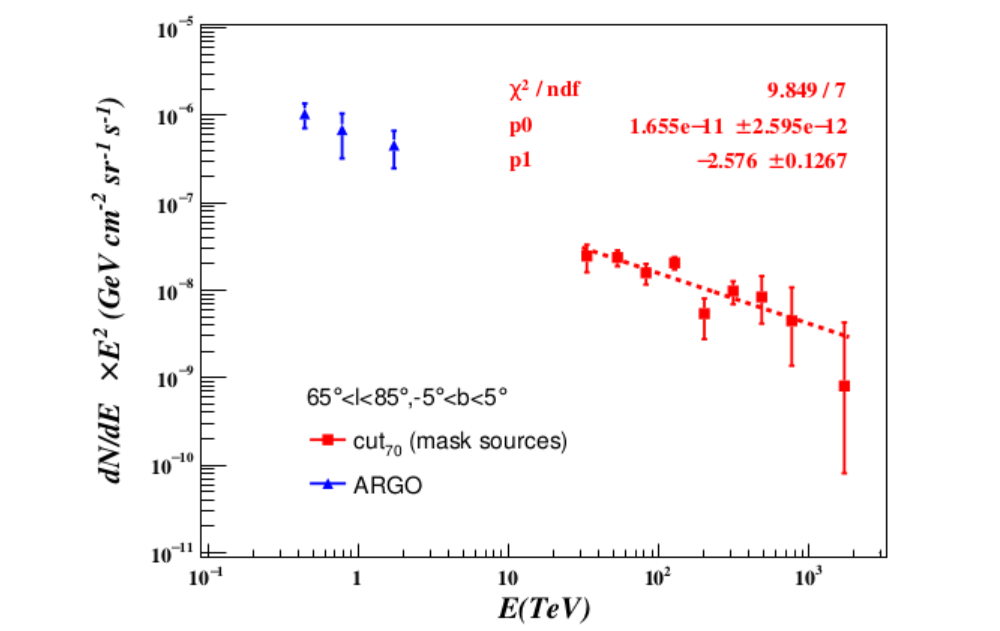 10⁻⁵
10⁻⁶
10⁻⁷
10⁻⁸
10⁻⁹
10⁻¹⁰
10⁻¹¹
dN/dE ×E² (GeV cm⁻² sr⁻¹ s⁻¹)
χ² / ndf 9.849 / 7
p0 1.655e−11 ±2.595e−12
p1 −2.576 ±0.1267
65°<l<85°,-5°<b<5°
cut₇₀ (mask sources)
ARGO
10⁻¹ 1 10 10² 10³
E(TeV)